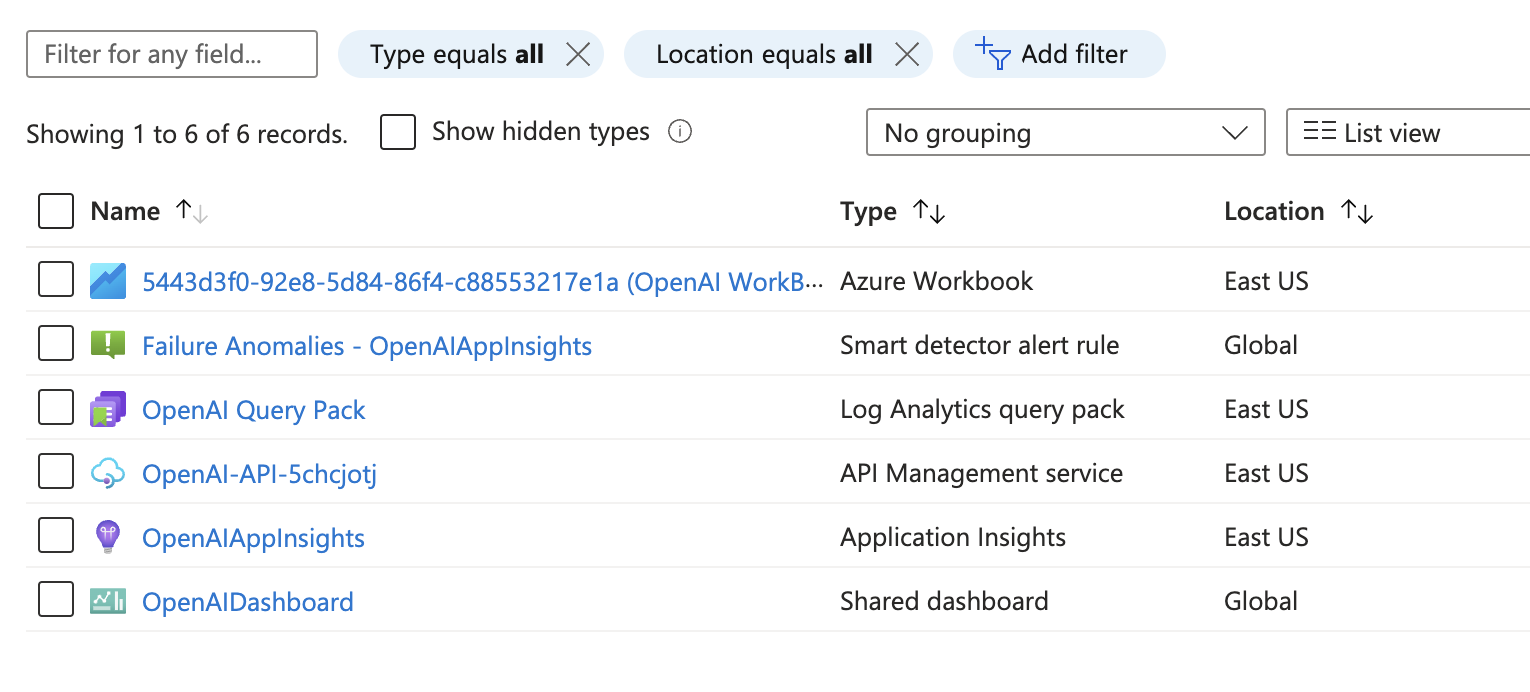 Filter for any field... Type equals all Location equals all Add filter
Showing 1 to 6 of 6 records. Show hidden types No grouping List view
Name Type Location
5443d3f0-92e8-5d84-86f4-c88553217e1a (OpenAI WorkB··· Azure Workbook East US
Failure Anomalies - OpenAIAppInsights Smart detector alert rule Global
OpenAI Query Pack Log Analytics query pack East US
OpenAI-API-5chcjotj API Management service East US
OpenAIAppInsights Application Insights East US
OpenAIDashboard Shared dashboard Global